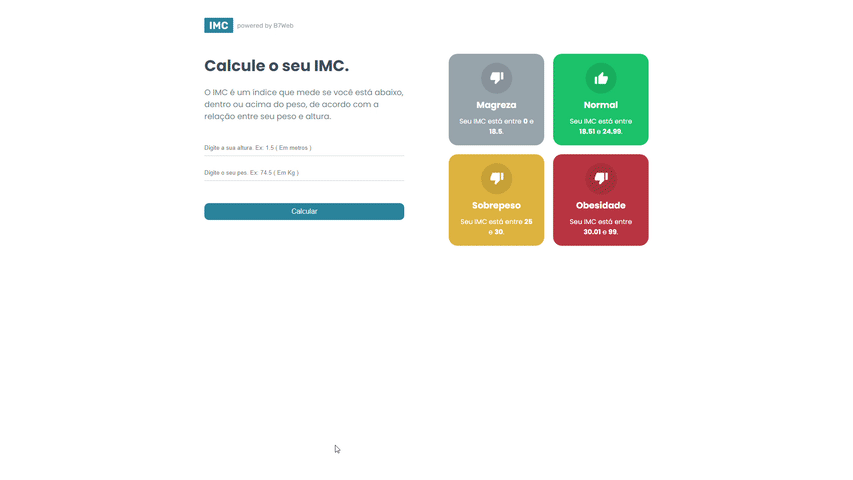 IMC powered by B7Web
Calcule o seu IMC.
O IMC é um índice que mede se você está abaixo,
dentro ou acima do peso, de acordo com a
relação entre seu peso e altura.
Digite a sua altura. Ex: 1.5 ( Em metros )
Digite o seu pes. Ex: 74.5 ( Em Kg )
Calcular
Magreza
Seu IMC está entre 0 e
18.5.
Normal
Seu IMC está entre
18.51 e 24.99.
Sobrepeso
Seu IMC está entre 25
e 30.
Obesidade
Seu IMC está entre
30.01 e 99.